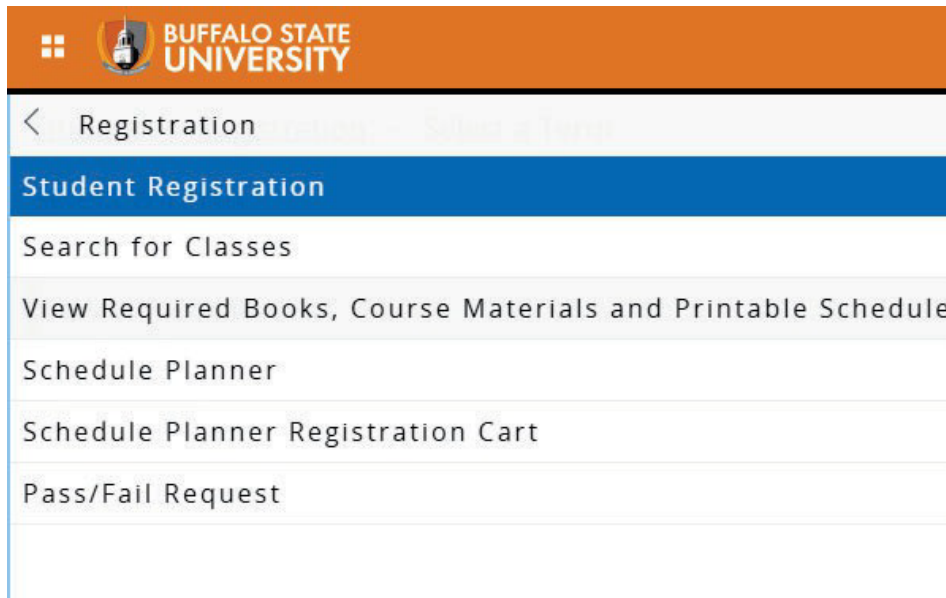 BUFFALO STATE
UNIVERSITY
Registration
Student Registration
Search for Classes
View Required Books, Course Materials and Printable Schedule
Schedule Planner
Schedule Planner Registration Cart
Pass/Fail Request